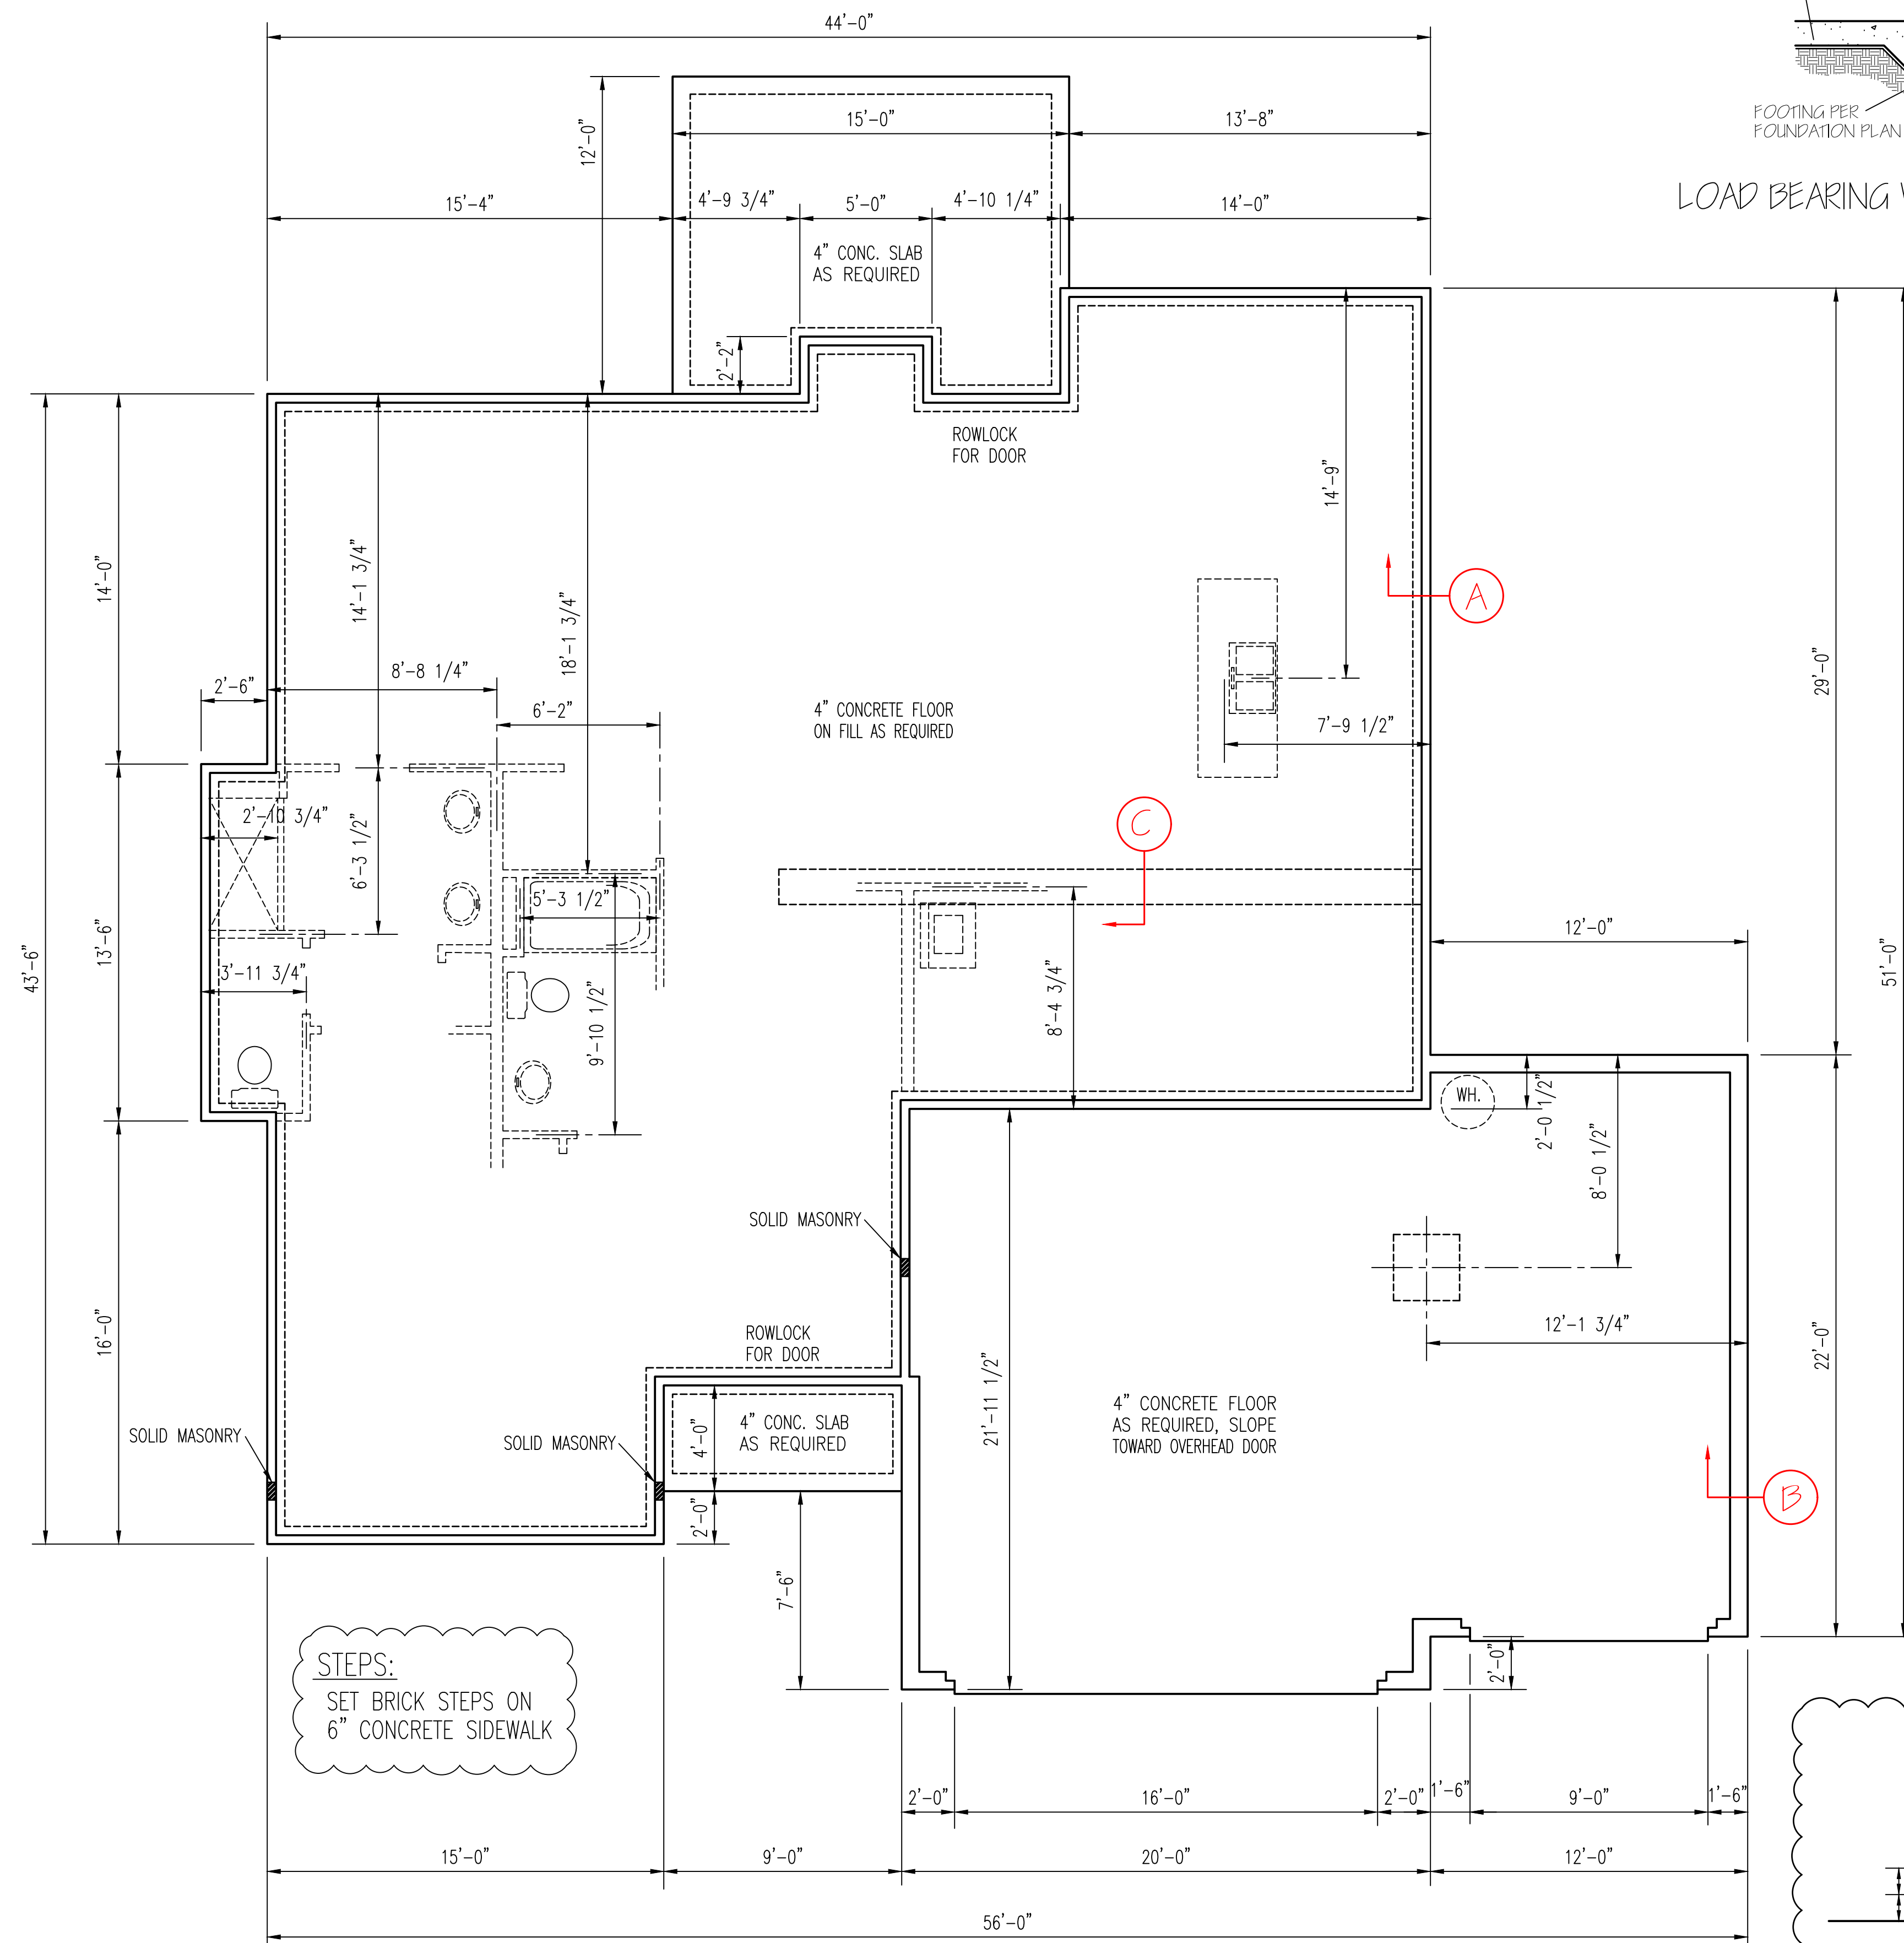 44'-0"
12'-0"
15'-0"
13'-8"
15'-4"
4'-9 3/4"
5'-0"
4'-10 1/4"
14'-0"
4" CONC. SLAB
AS REQUIRED
2'-2"
ROWLOCK
FOR DOOR
FOOTING PER
FOUNDATION PLAN
LOAD BEARING
14'-9"
A
14'-0"
14'-1 3/4"
18'-1 3/4"
8'-8 1/4"
2'-6"
6'-2"
4" CONCRETE FLOOR
ON FILL AS REQUIRED
7'-9 1/2"
29'-0"
2'-10 3/4"
6'-3 1/2"
5'-3 1/2"
C
12'-0"
43'-6"
13'-6"
3'-11 3/4"
9'-10 1/2"
8'-4 3/4"
51'-0"
WH.
2'-0 1/2"
8'-0 1/2"
SOLID MASONRY
16'-0"
ROWLOCK
FOR DOOR
12'-1 3/4"
22'-0"
21'-11 1/2"
SOLID MASONRY
SOLID MASONRY
4'-0"
4" CONC. SLAB
AS REQUIRED
4" CONCRETE FLOOR
AS REQUIRED, SLOPE
TOWARD OVERHEAD DOOR
B
2'-0"
7'-6"
2'-0"
STEPS:
SET BRICK STEPS ON
6" CONCRETE SIDEWALK
2'-0"
16'-0"
2'-0"
1'-6"
9'-0"
1'-6"
15'-0"
9'-0"
20'-0"
12'-0"
56'-0"